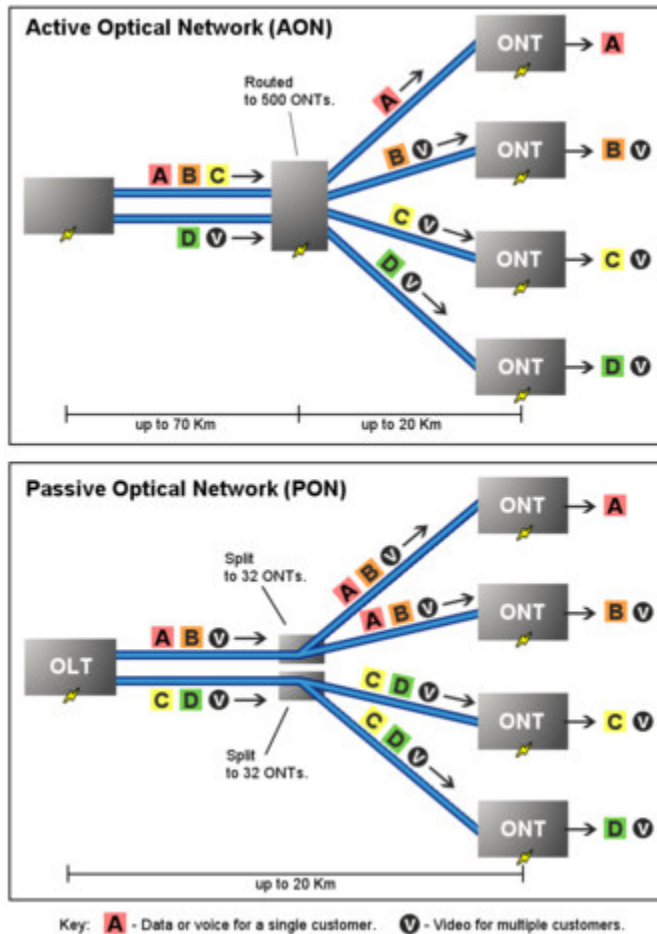 Active Optical Network (AON)
Routed
to 500 ONTs.
A B C
D V
A
B V
C V
D V
ONT
A
ONT
B V
ONT
C V
ONT
D V
up to 70 Km
up to 20 Km
Passive Optical Network (PON)
Split
to 32 ONTs.
OLT
A B V
C D V
Split
to 32 ONTs.
A B V
A B V
C D V
C D V
ONT
A
ONT
B V
ONT
C V
ONT
D V
up to 20 Km
Key: A - Data or voice for a single customer. V - Video for multiple customers.